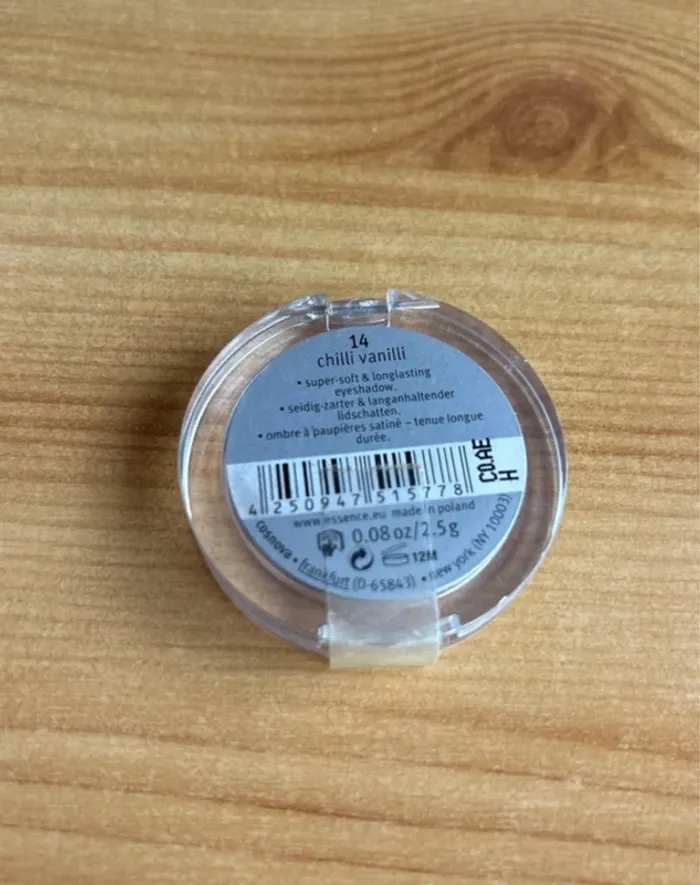 14
chilli vanilli
• super-soft & longlasting
eyeshadow.
• seidig-zarter & langanhaltender
lidschatten.
• ombre à paupières satiné – tenue longue
durée.
CO.AE
H
4 250947 515778
www.essence.eu made in poland
0.08 oz/2.5g
12M
cosnova • frankfurt (D-65843) • new york (NY 10003)